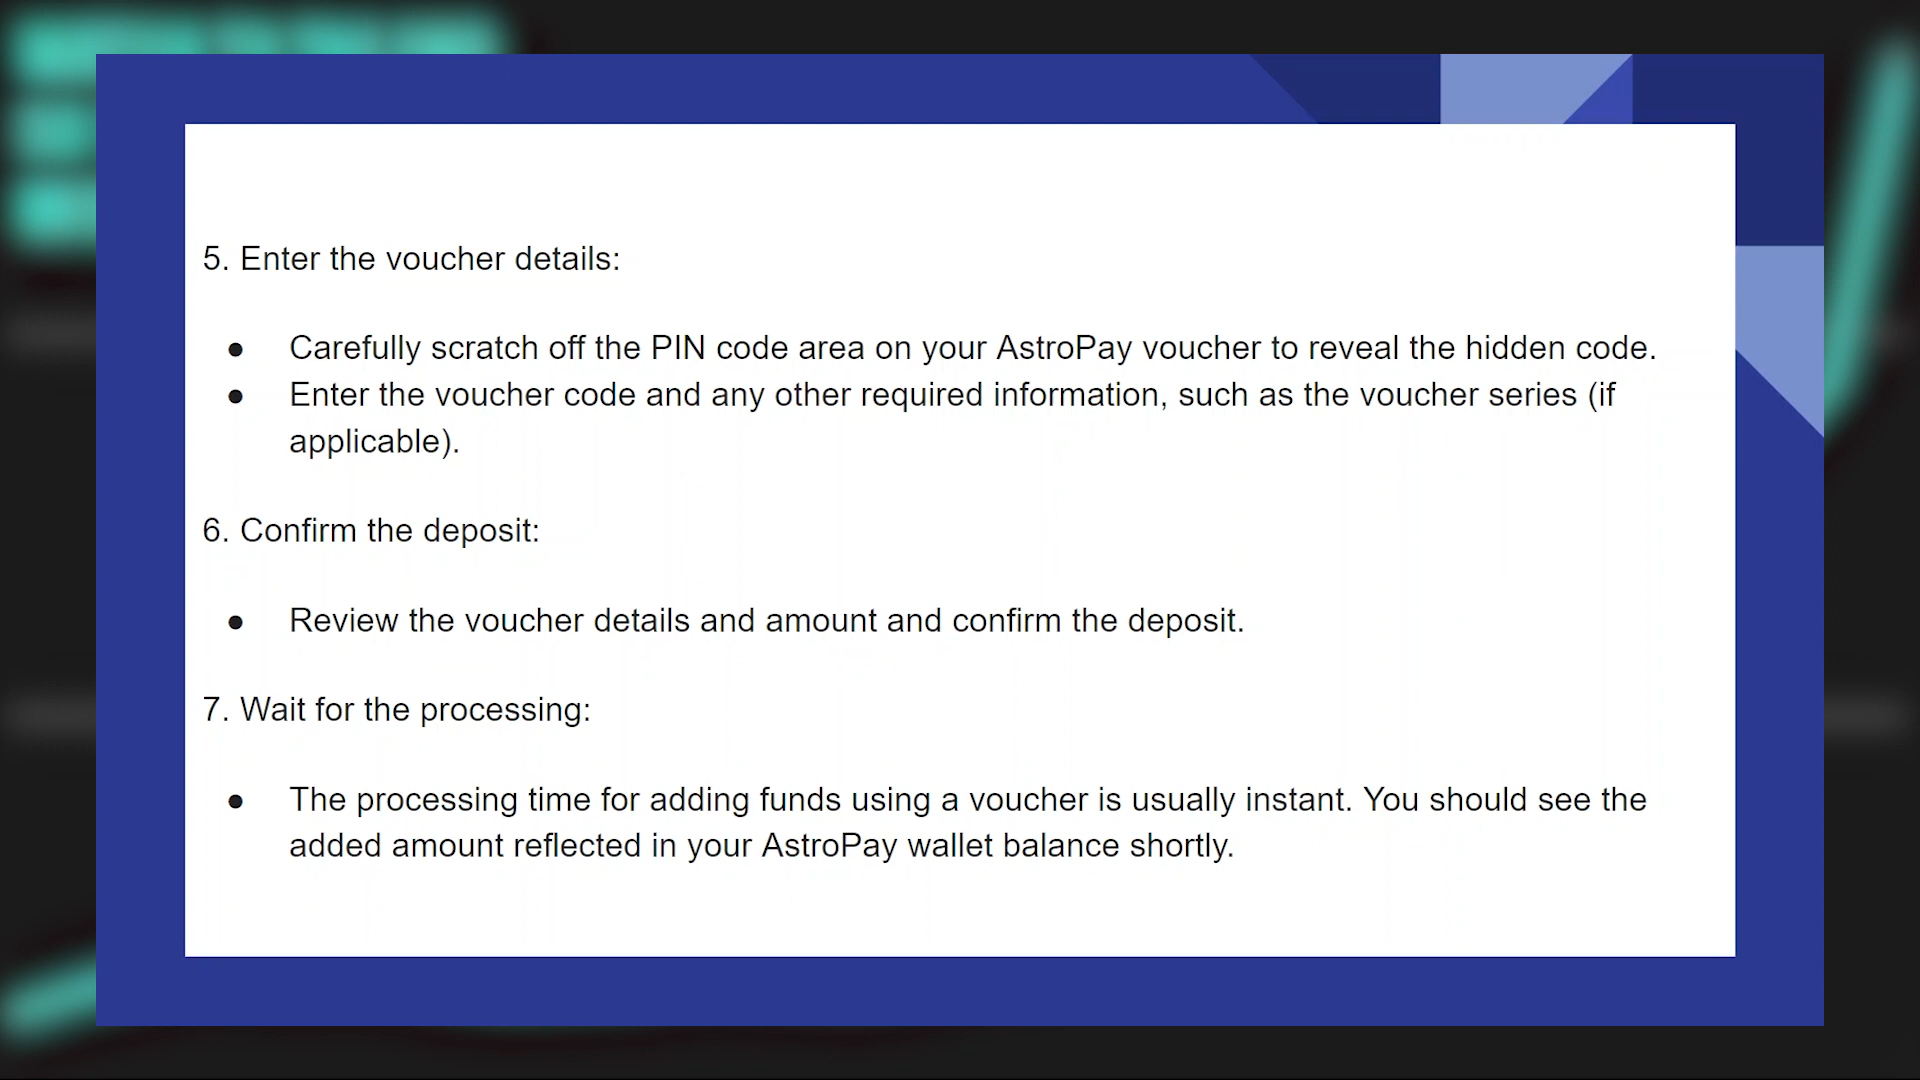 5. Enter the voucher details:
● Carefully scratch off the PIN code area on your AstroPay voucher to reveal the hidden code.
● Enter the voucher code and any other required information, such as the voucher series (if
applicable).
6. Confirm the deposit:
● Review the voucher details and amount and confirm the deposit.
7. Wait for the processing:
● The processing time for adding funds using a voucher is usually instant. You should see the
added amount reflected in your AstroPay wallet balance shortly.